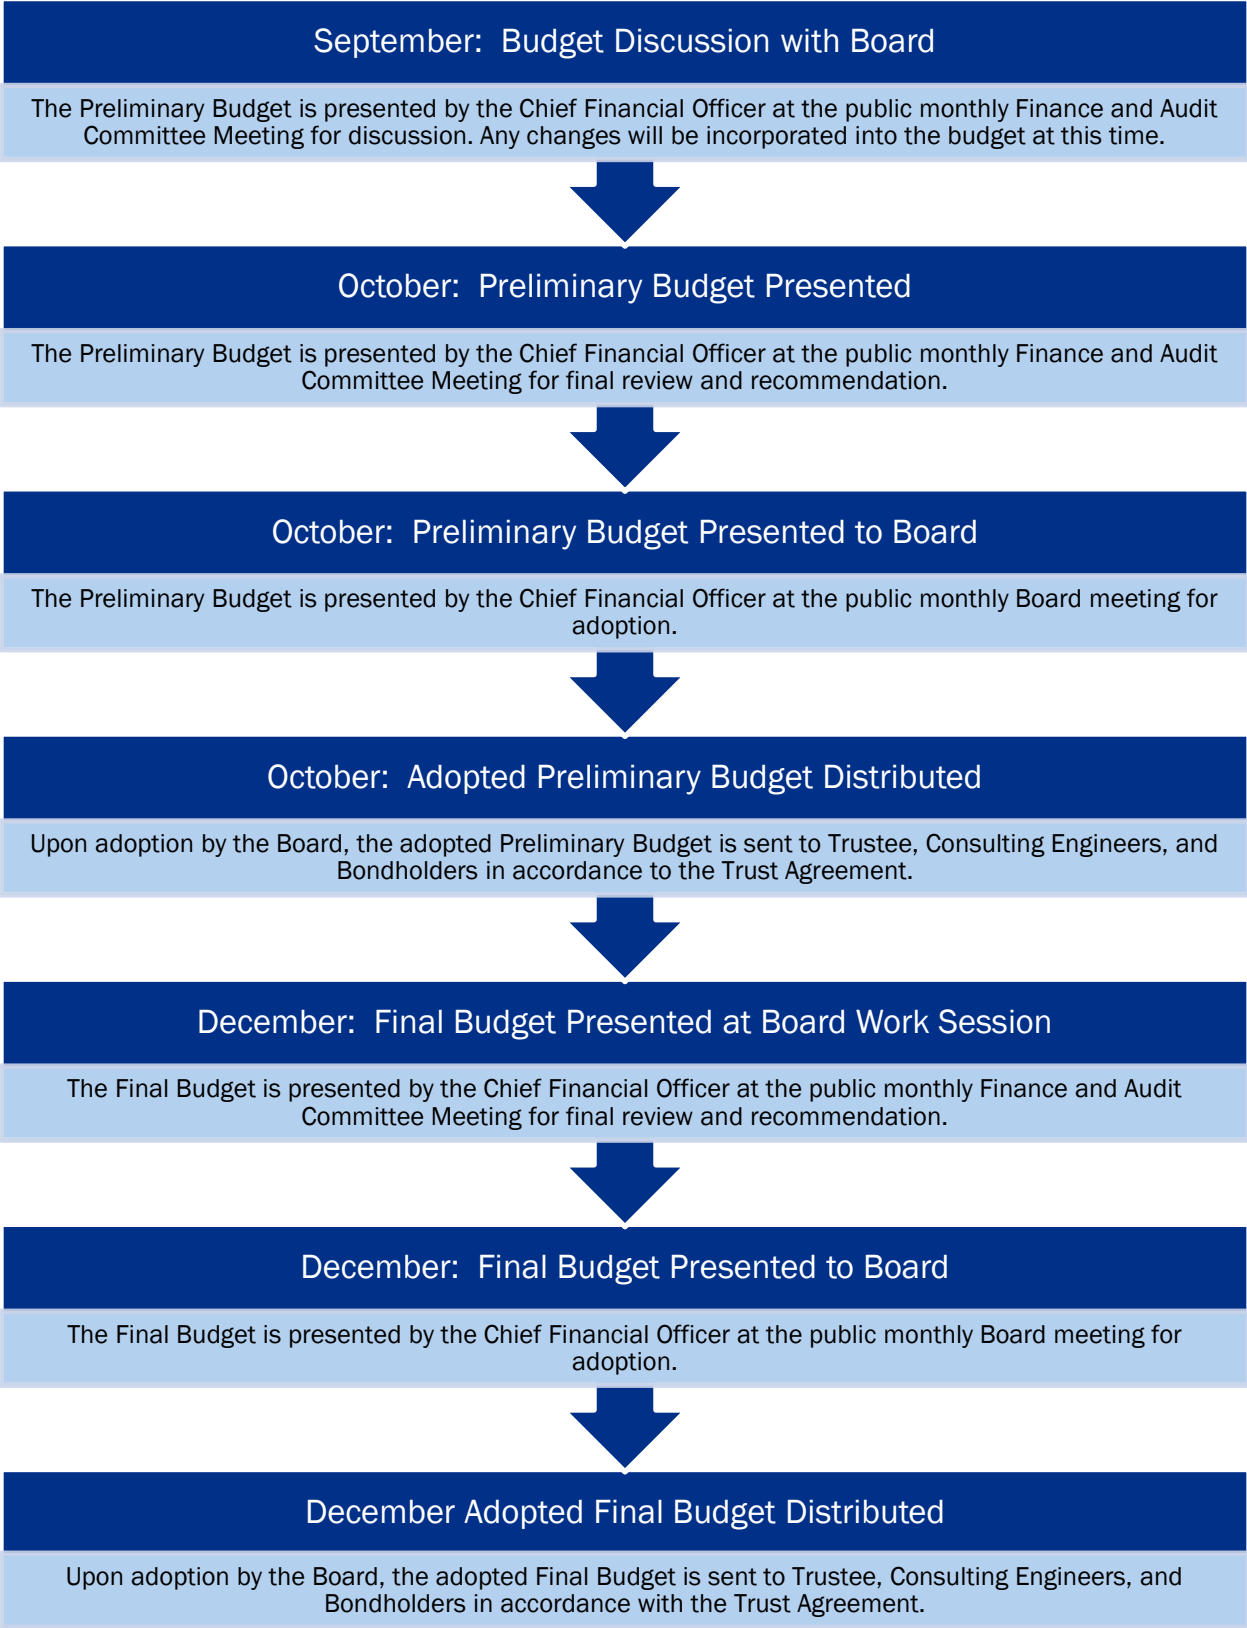 September:  Budget Discussion with Board
The Preliminary Budget is presented by the Chief Financial Officer at the public monthly Finance and Audit
Committee Meeting for discussion. Any changes will be incorporated into the budget at this time.
October:  Preliminary Budget Presented
The Preliminary Budget is presented by the Chief Financial Officer at the public monthly Finance and Audit
Committee Meeting for final review and recommendation.
October:  Preliminary Budget Presented to Board
The Preliminary Budget is presented by the Chief Financial Officer at the public monthly Board meeting for
adoption.
October:  Adopted Preliminary Budget Distributed
Upon adoption by the Board, the adopted Preliminary Budget is sent to Trustee, Consulting Engineers, and
Bondholders in accordance to the Trust Agreement.
December:  Final Budget Presented at Board Work Session
The Final Budget is presented by the Chief Financial Officer at the public monthly Finance and Audit
Committee Meeting for final review and recommendation.
December:  Final Budget Presented to Board
The Final Budget is presented by the Chief Financial Officer at the public monthly Board meeting for
adoption.
December Adopted Final Budget Distributed
Upon adoption by the Board, the adopted Final Budget is sent to Trustee, Consulting Engineers, and
Bondholders in accordance with the Trust Agreement.